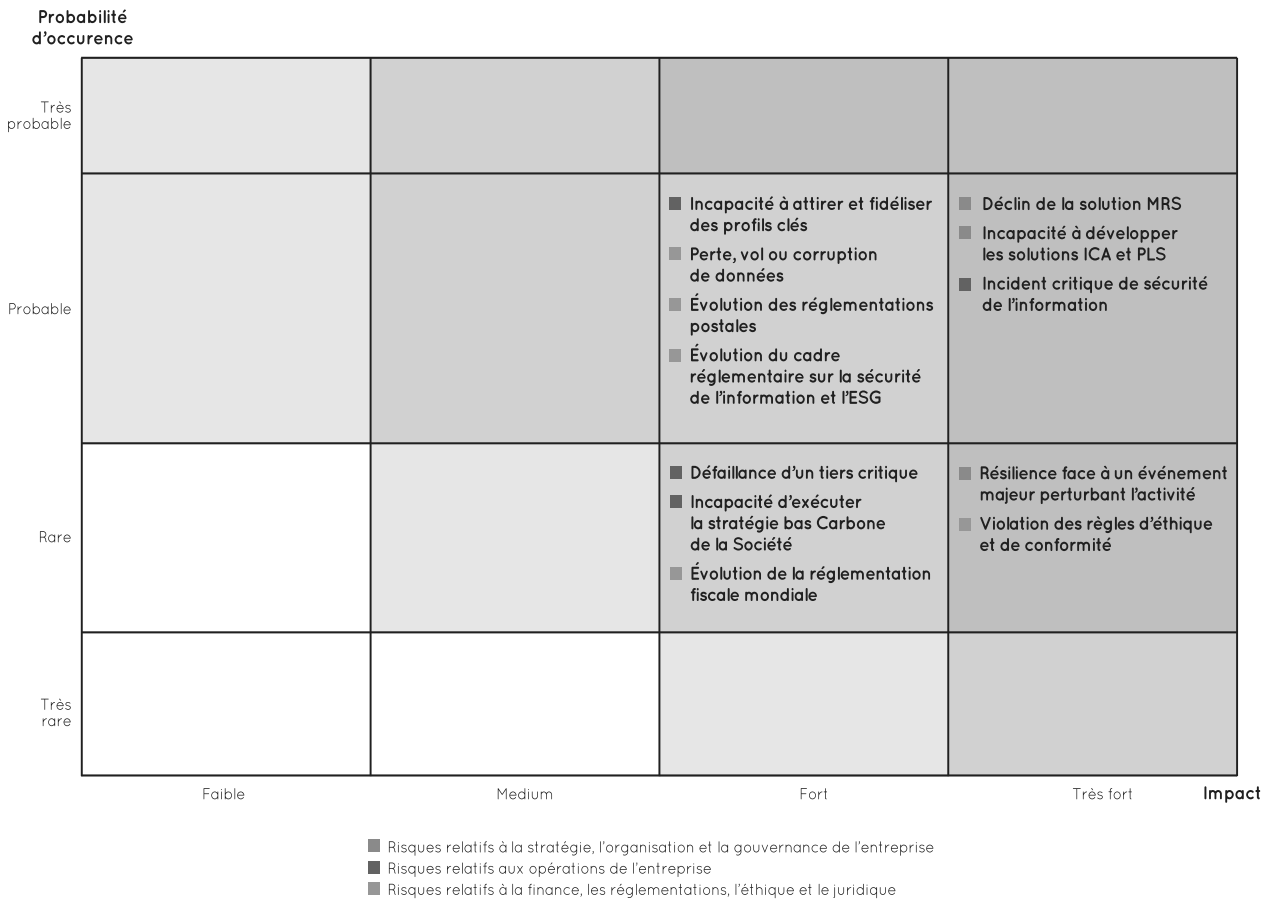 Probabilité
d'occurence
Très
probable
Probable
Incapacité à attirer et fidéliser
des profils clés
Perte, vol ou corruption
de données
Évolution des réglementations
postales
Évolution du cadre
réglementaire sur la sécurité
de l'information et l'ESG
Déclin de la solution MRS
Incapacité à développer
les solutions ICA et PLS
Incident critique de sécurité
de l'information
Rare
Défaillance d'un tiers critique
Incapacité d'exécuter
la stratégie bas Carbone
de la Société
Évolution de la réglementation
fiscale mondiale
Résilience face à un événement
majeur perturbant l'activité
Violation des règles d'éthique
et de conformité
Très
rare
Faible
Medium
Fort
Très fort
Impact
Risques relatifs à la stratégie, l'organisation et la gouvernance de l'entreprise
Risques relatifs aux opérations de l'entreprise
Risques relatifs à la finance, les réglementations, l'éthique et le juridique